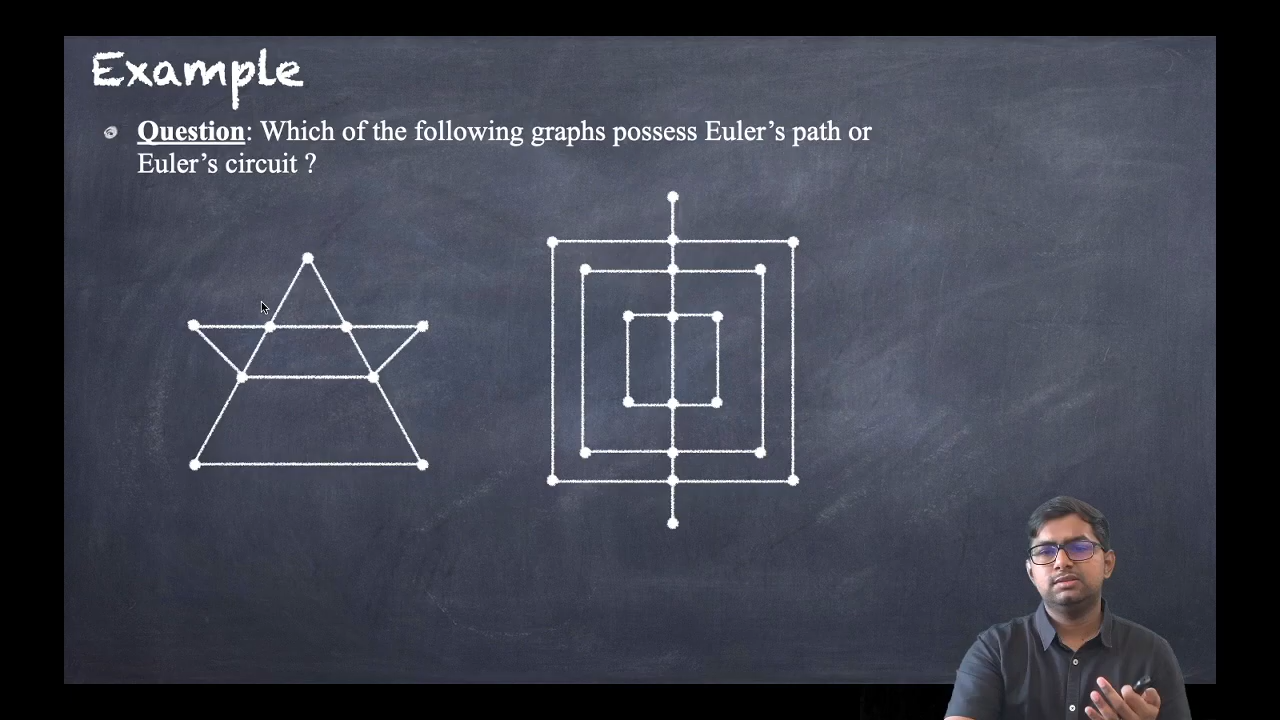 Example
Question: Which of the following graphs possess Euler’s path or
Euler’s circuit ?